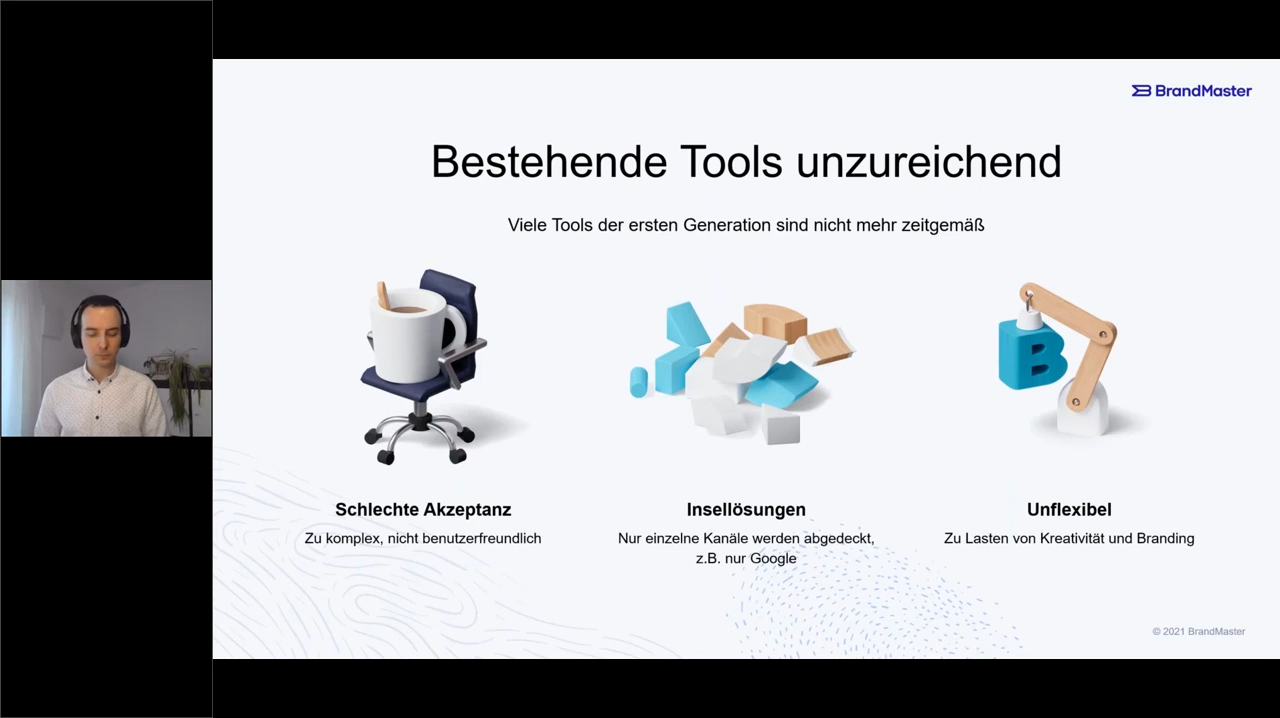 BrandMaster
Bestehende Tools unzureichend
Viele Tools der ersten Generation sind nicht mehr zeitgemäß
B
Schlechte Akzeptanz
Zu komplex, nicht benutzerfreundlich
Insellösungen
Nur einzelne Kanäle werden abgedeckt,
z.B. nur Google
Unflexibel
Zu Lasten von Kreativität und Branding
© 2021 BrandMaster